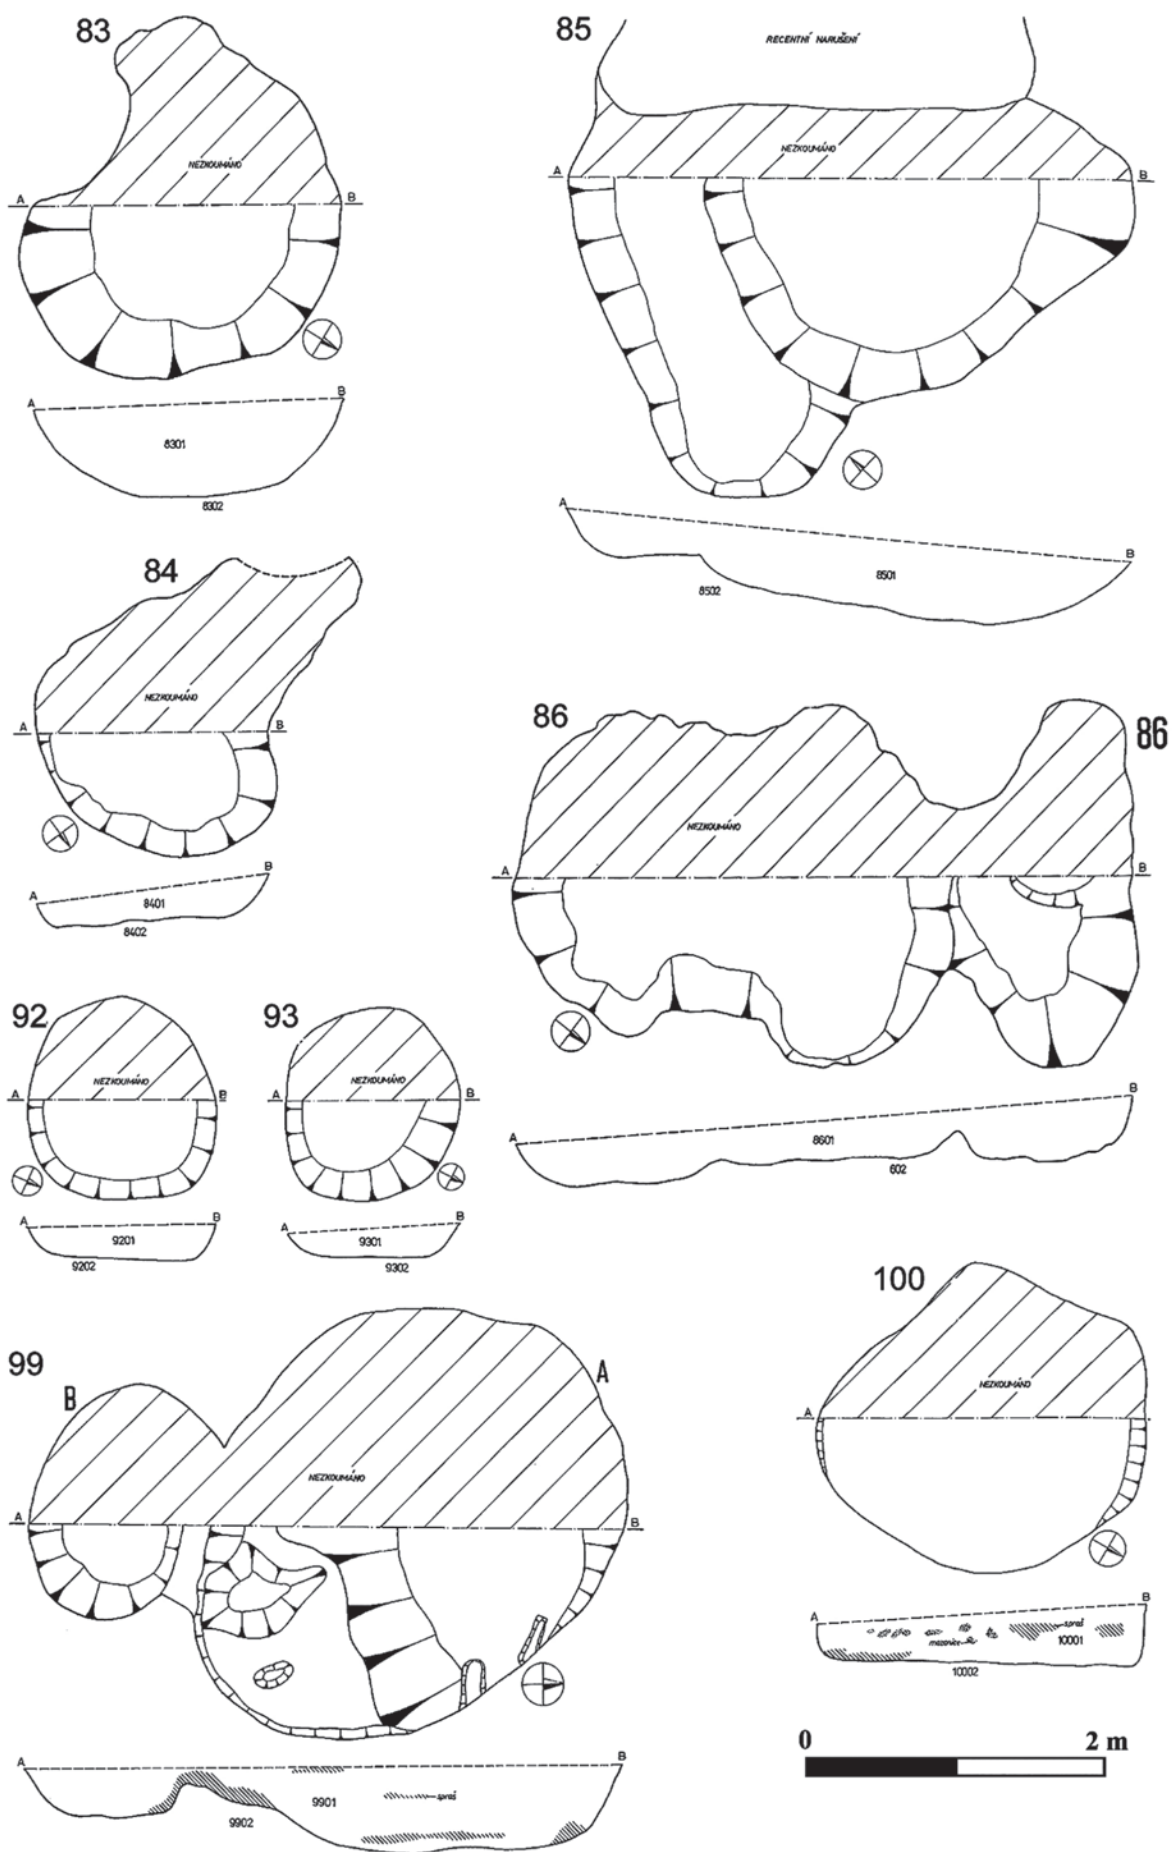 83
NEZKOUMÁNO
A B
A B
8301
8302
85
RECENTNÍ NARUŠENÍ
NEZKOUMÁNO
A B
A B
8501
8502
84
NEZKOUMÁNO
A B
A B
8401
8402
86 86
NEZKOUMÁNO
A B
A B
8601
602
92
NEZKOUMÁNO
A B
A B
9201
9202
93
NEZKOUMÁNO
A B
A B
9301
9302
99
B A
NEZKOUMÁNO
A B
A B
9901
spraš
9902
100
NEZKOUMÁNO
A B
A B
spraš
mazanice 10001
10002
0 2 m